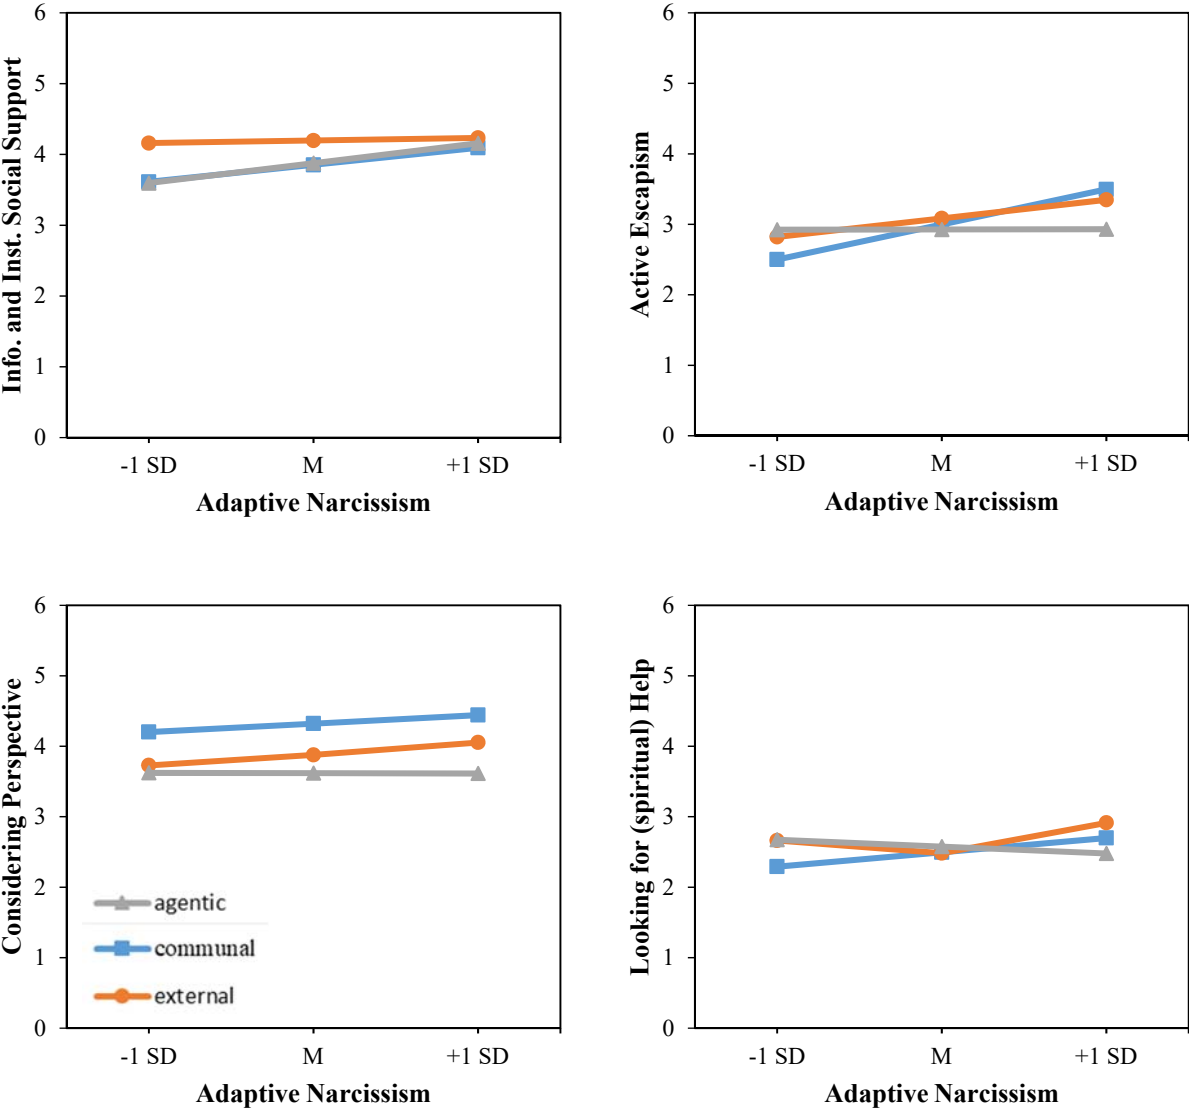 Info. and Inst. Social Support
6
5
4
3
2
1
0
-1 SD M +1 SD
Adaptive Narcissism
Active Escapism
6
5
4
3
2
1
0
-1 SD M +1 SD
Adaptive Narcissism
Considering Perspective
6
5
4
3
2
1
0
agentic
communal
external
-1 SD M +1 SD
Adaptive Narcissism
Looking for (spiritual) Help
6
5
4
3
2
1
0
-1 SD M +1 SD
Adaptive Narcissism